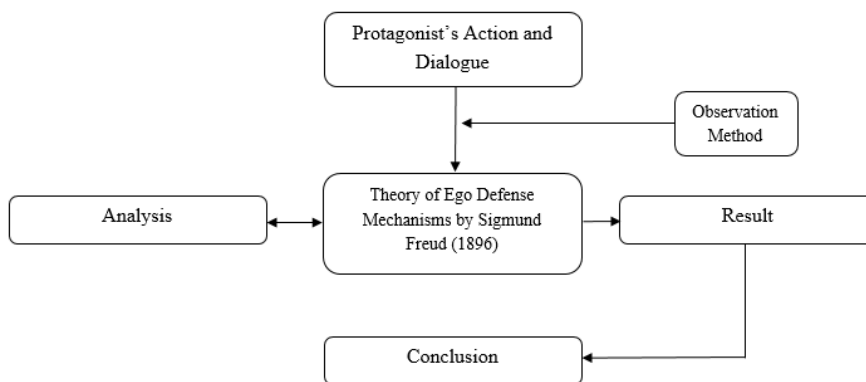 Protagonist's Action and
Dialogue
Observation
Method
Analysis
Theory of Ego Defense
Mechanisms by Sigmund
Freud (1896)
Result
Conclusion